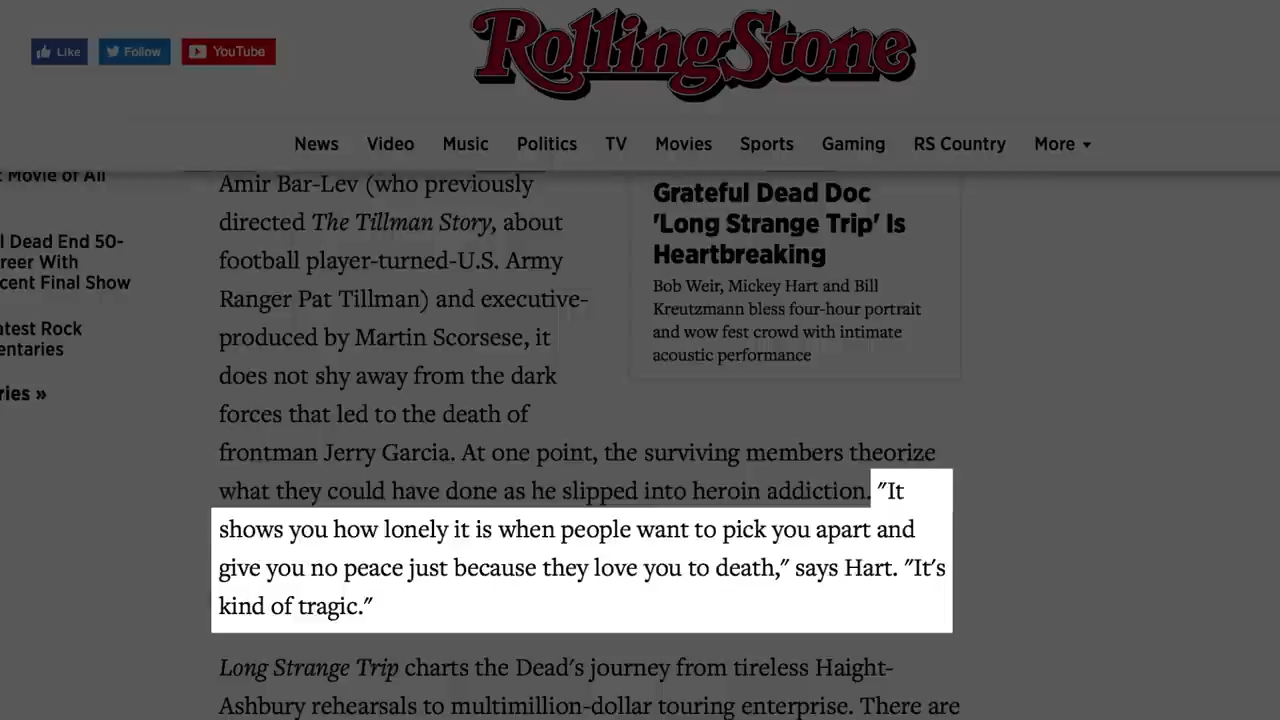 Like
Follow
YouTube
RollingStone
News Video Music Politics TV Movies Sports Gaming RS Country More
Movie of All
l Dead End 50-
reer With
cent Final Show
atest Rock
entaries
ries »
Amir Bar-Lev (who previously
directed The Tillman Story, about
football player-turned-U.S. Army
Ranger Pat Tillman) and executive-
produced by Martin Scorsese, it
does not shy away from the dark
forces that led to the death of
frontman Jerry Garcia. At one point, the surviving members theorize
what they could have done as he slipped into heroin addiction. "It
shows you how lonely it is when people want to pick you apart and
give you no peace just because they love you to death," says Hart. "It's
kind of tragic."
Long Strange Trip charts the Dead's journey from tireless Haight-
Ashbury rehearsals to multimillion-dollar touring enterprise. There are
Grateful Dead Doc
'Long Strange Trip' Is
Heartbreaking
Bob Weir, Mickey Hart and Bill
Kreutzmann bless four-hour portrait
and wow fest crowd with intimate
acoustic performance